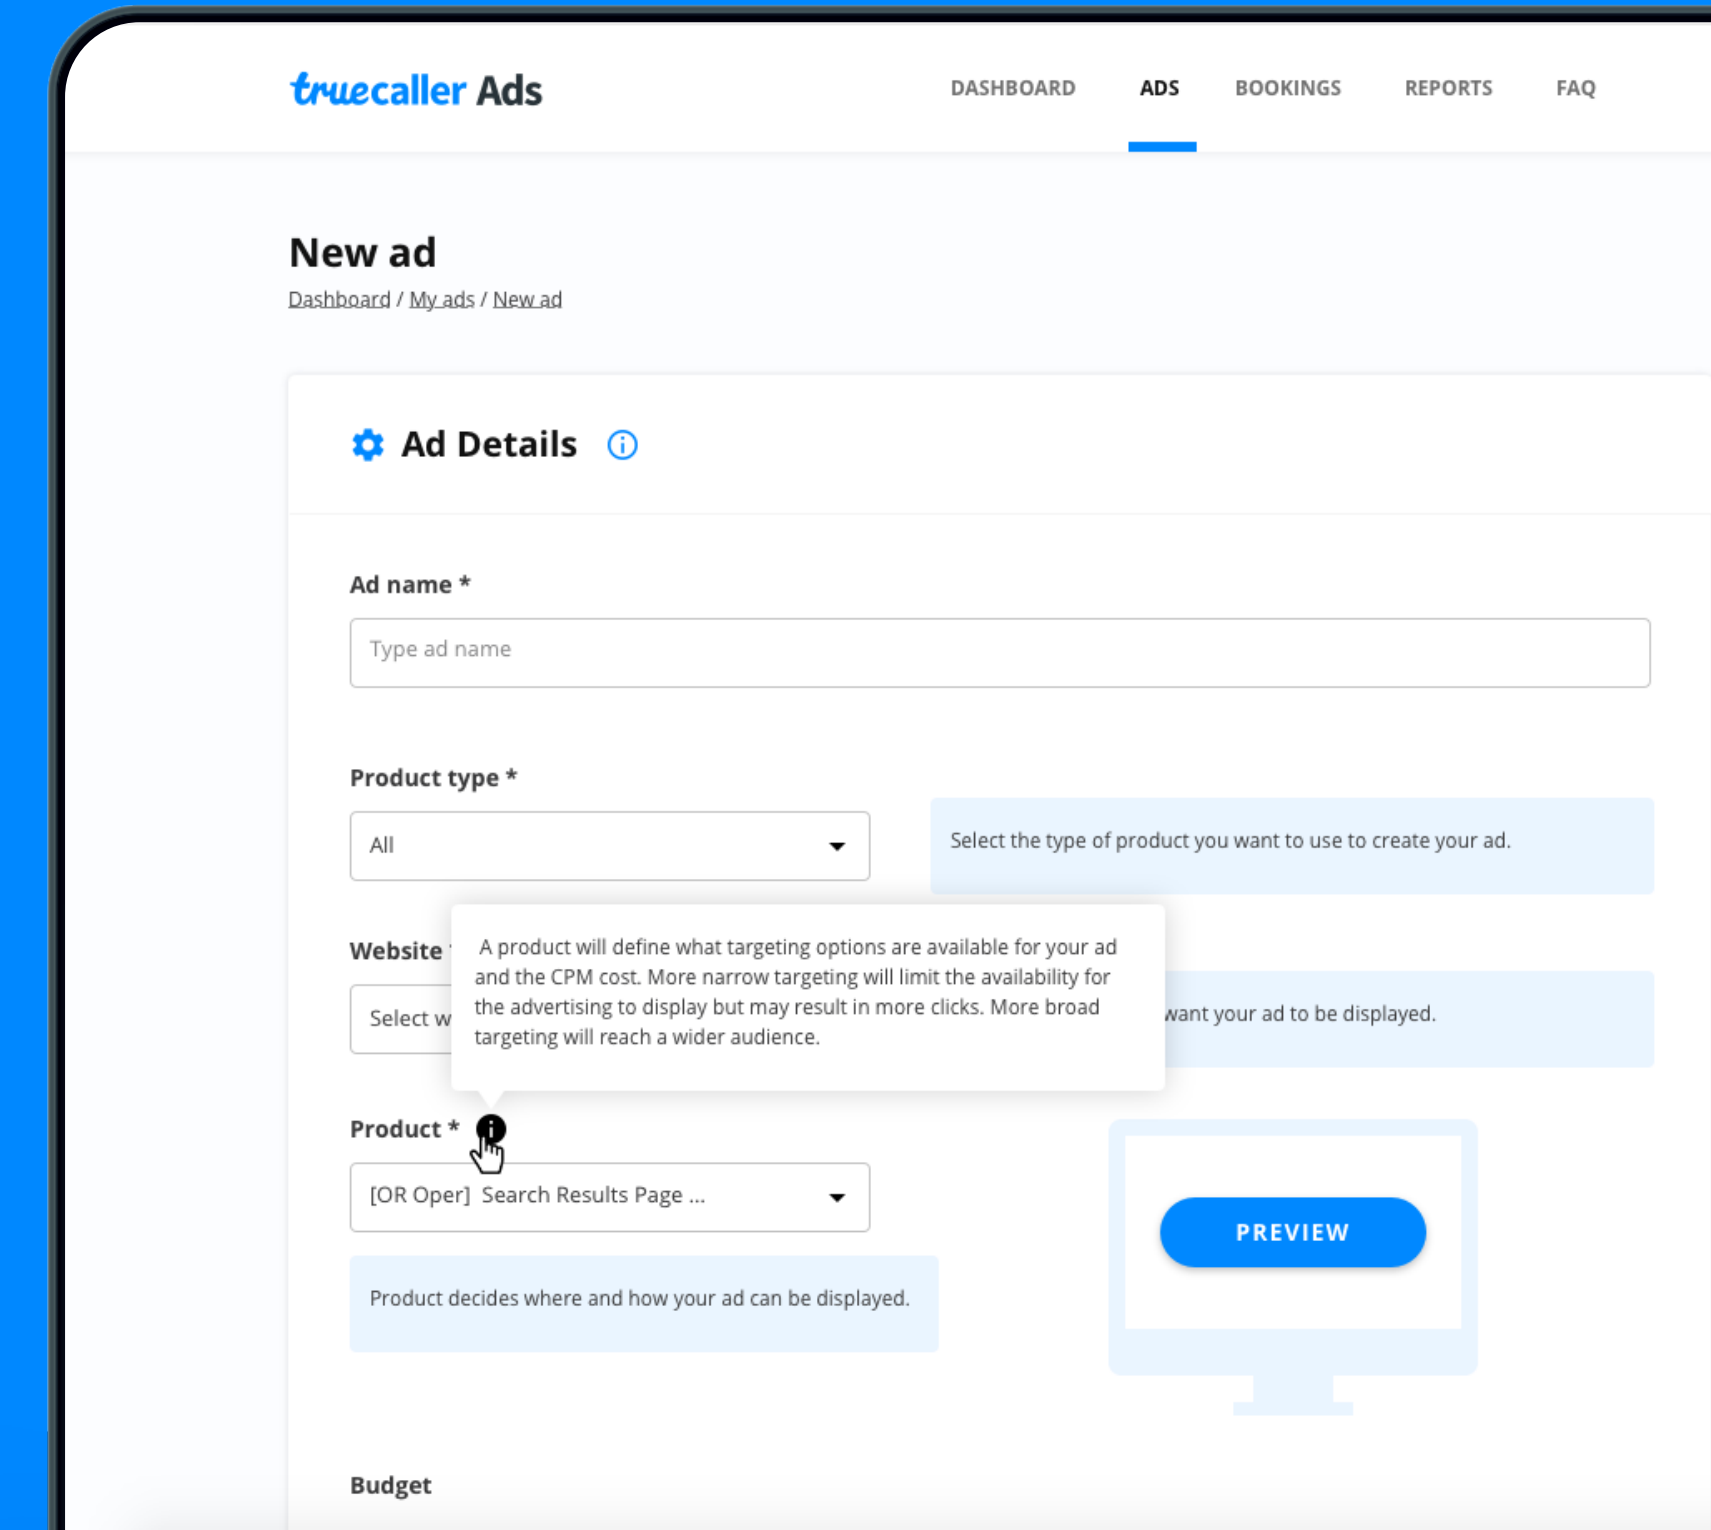 truecaller Ads
DASHBOARD ADS BOOKINGS REPORTS FAQ
New ad
Dashboard / My ads / New ad
Ad Details
Ad name *
Type ad name
Product type *
All
Select the type of product you want to use to create your ad.
Website
A product will define what targeting options are available for your ad
and the CPM cost. More narrow targeting will limit the availability for
the advertising to display but may result in more clicks. More broad
targeting will reach a wider audience.
Select w
want your ad to be displayed.
Product *
[OR Oper] Search Results Page ...
PREVIEW
Product decides where and how your ad can be displayed.
Budget